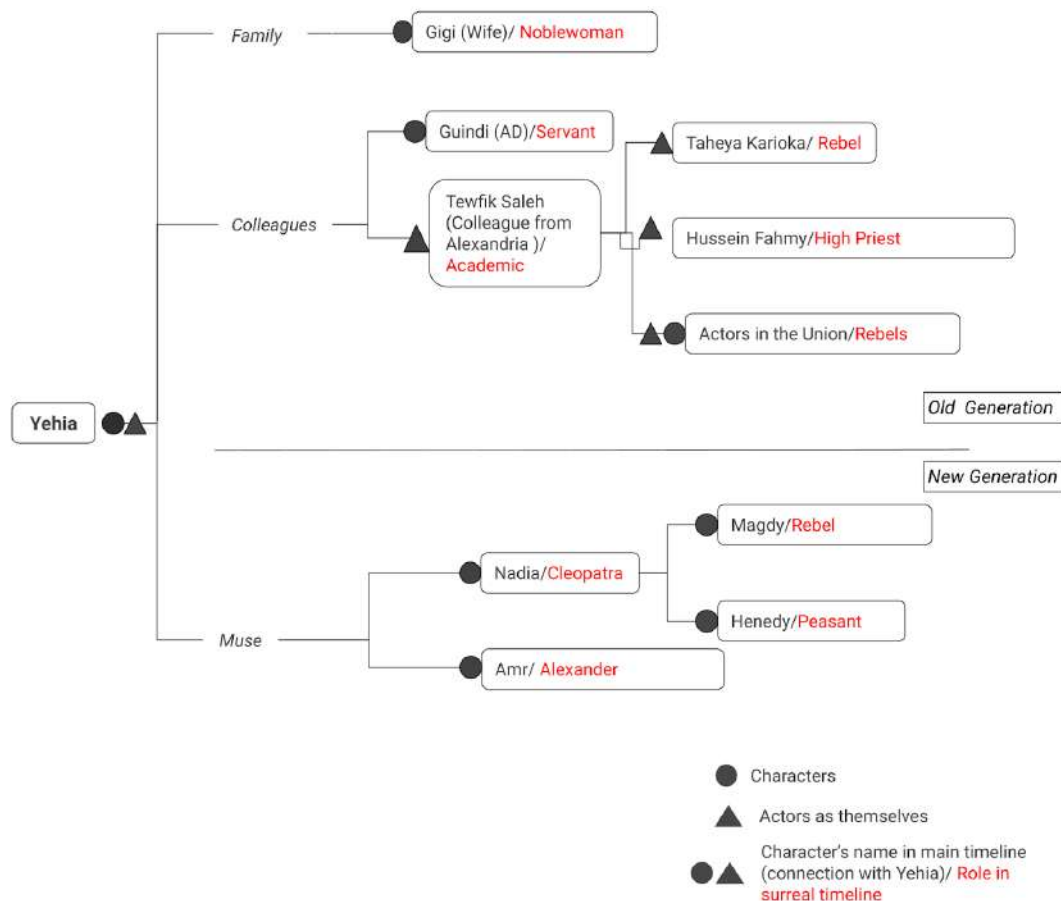 Family
Gigi (Wife)/ Noblewoman
Guindi (AD)/Servant
Taheya Karioka/ Rebel
Colleagues
Tewfik Saleh
(Colleague from
Alexandria )/
Academic
Hussein Fahmy/High Priest
Actors in the Union/Rebels
Yehia
Old Generation
New Generation
Magdy/Rebel
Nadia/Cleopatra
Henedy/Peasant
Muse
Amr/ Alexander
Characters
Actors as themselves
Character's name in main timeline
(connection with Yehia)/ Role in
surreal timeline